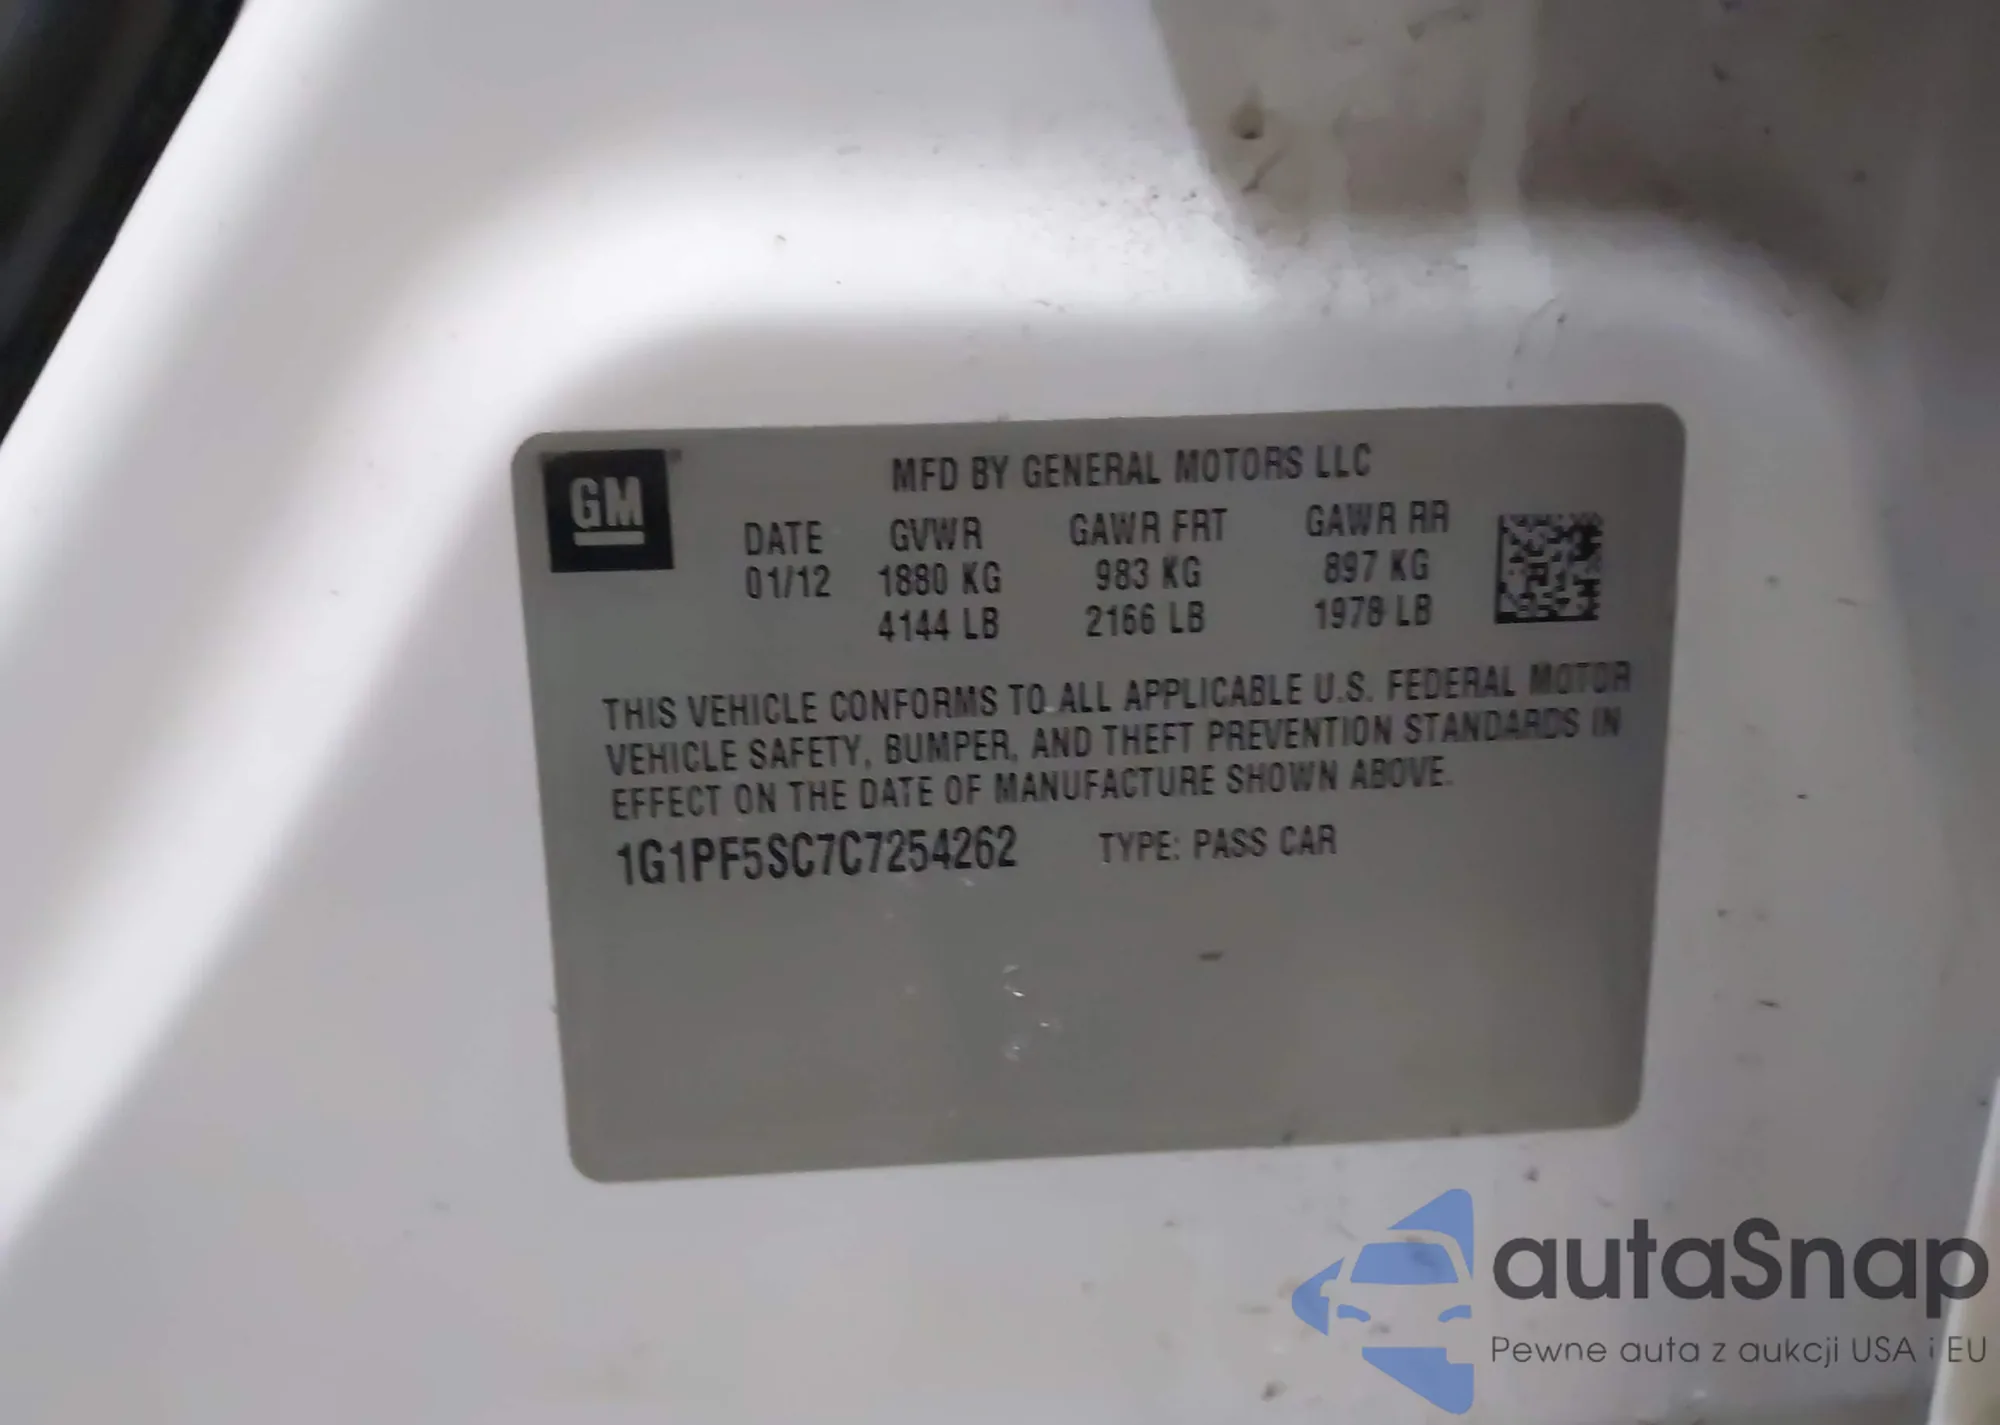 GM
MFD BY GENERAL MOTORS LLC
DATE GVWR GAWR FRT GAWR RR
01/12 1880 KG 983 KG 897 KG
4144 LB 2166 LB 1978 LB
THIS VEHICLE CONFORMS TO ALL APPLICABLE U.S. FEDERAL MOTOR
VEHICLE SAFETY, BUMPER, AND THEFT PREVENTION STANDARDS IN
EFFECT ON THE DATE OF MANUFACTURE SHOWN ABOVE.
1G1PF5SC7C7254262 TYPE: PASS CAR
autaSnap
Pewne auta z aukcji USA i EU